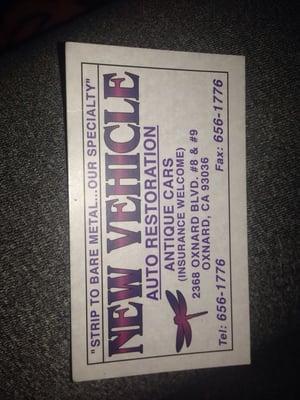 "STRIP TO BARE METAL...OUR SPECIALTY"
NEW VEHICLE
AUTO RESTORATION
ANTIQUE CARS
(INSURANCE WELCOME)
2368 OXNARD BLVD. #8 & #9
OXNARD, CA 93036
Tel: 656-1776 Fax: 656-1776